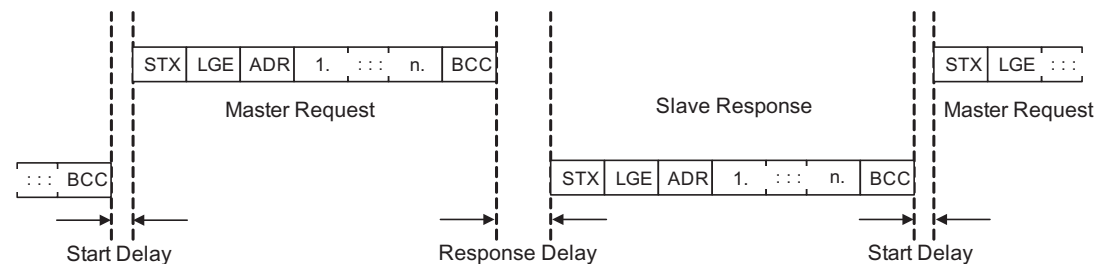 STX LGE ADR 1. : : : n. BCC
STX LGE : : :
Master Request
Slave Response
Master Request
: : : BCC
STX LGE ADR 1. : : : n. BCC
Start Delay
Response Delay
Start Delay